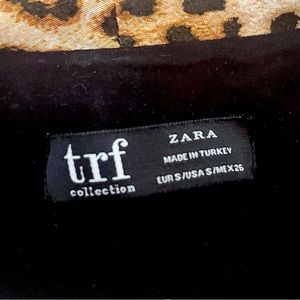 trf
collection
ZARA
MADE IN TURKEY
EUR S/USA S/MEX 26